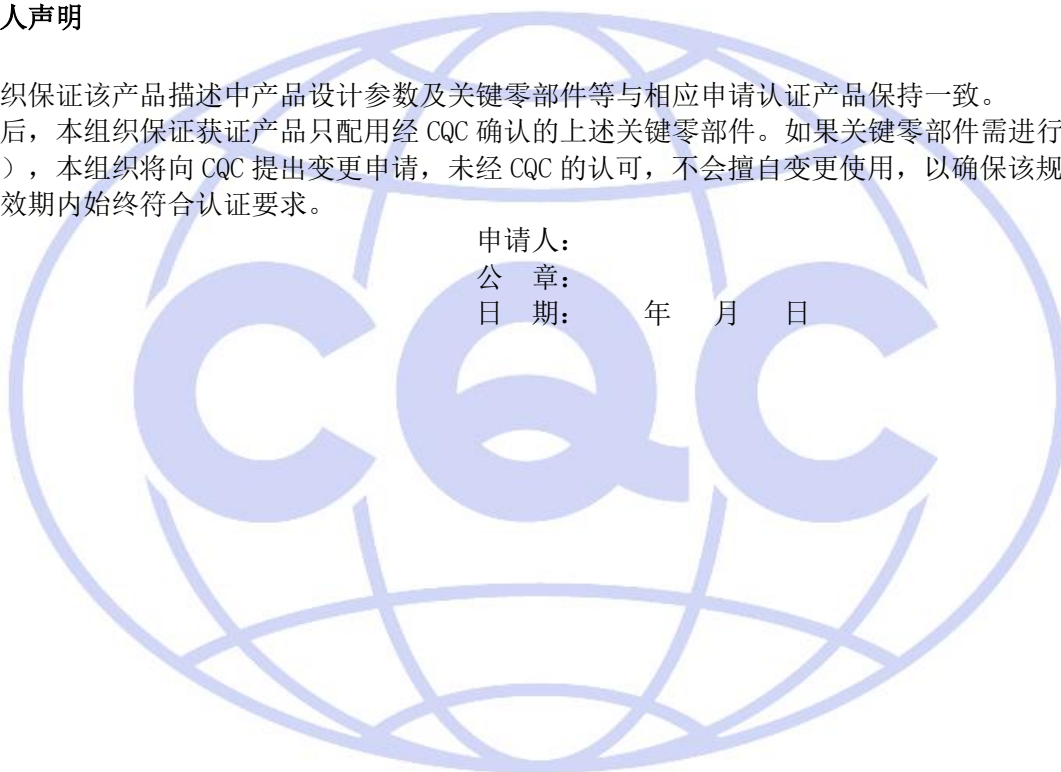 人声明
织保证该产品描述中产品设计参数及关键零部件等与相应申请认证产品保持一致。
后，本组织保证获证产品只配用经 CQC 确认的上述关键零部件。如果关键零部件需进行
），本组织将向 CQC 提出变更申请，未经 CQC 的认可，不会擅自变更使用，以确保该规
效期内始终符合认证要求。
申请人：
公 章：
日 期： 年 月 日
CQC